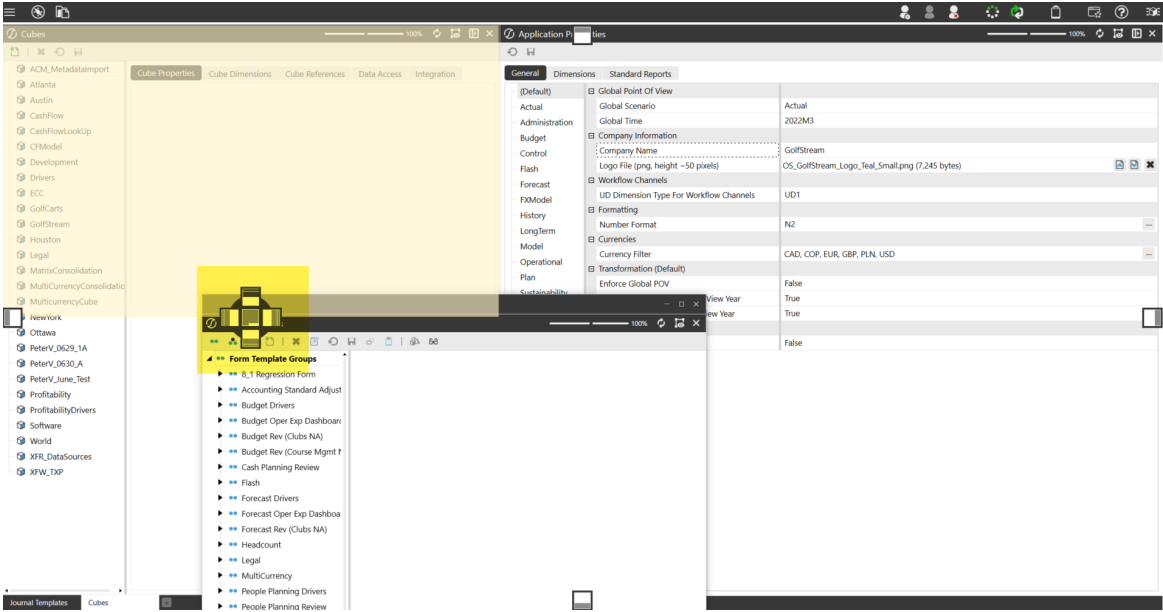 Cubes
100%
ACM_MetadataImport
Atlanta
Austin
CashFlow
CashFlowLookUp
CFModel
Development
Drivers
ECC
GolfCarts
GolfStream
Houston
Legal
MatrixConsolidation
MultiCurrencyConsolidatio
MulticurrencyCube
NewYork
Ottawa
PeterV_0629_1A
PeterV_0630_A
PeterV_June_Test
Profitability
ProfitabilityDrivers
Software
World
XFR_DataSources
XFW_TXP
Cube Properties Cube Dimensions Cube References Data Access Integration
Application P ties
100%
General Dimensions Standard Reports
(Default)
Actual
Administration
Budget
Control
Flash
Forecast
FXModel
History
LongTerm
Model
Operational
Plan
Sustainability
Global Point Of View
Global Scenario Actual
Global Time 2022M3
Company Information
Company Name GolfStream
Logo File (png, height ~50 pixels) OS_GolfStream_Logo_Teal_Small.png (7,245 bytes)
Workflow Channels
UD Dimension Type For Workflow Channels UD1
Formatting
Number Format N2 ...
Currencies
Currency Filter CAD, COP, EUR, GBP, PLN, USD ...
Transformation (Default)
Enforce Global POV False
View Year True
ew Year True
False
100%
Form Template Groups
8_1 Regression Form
Accounting Standard Adjust
Budget Drivers
Budget Oper Exp Dashboard
Budget Rev (Clubs NA)
Budget Rev (Course Mgmt N
Cash Planning Review
Flash
Forecast Drivers
Forecast Oper Exp Dashboa
Forecast Rev (Clubs NA)
Headcount
Legal
MultiCurrency
People Planning Drivers
People Planning Review
Journal Templates Cubes